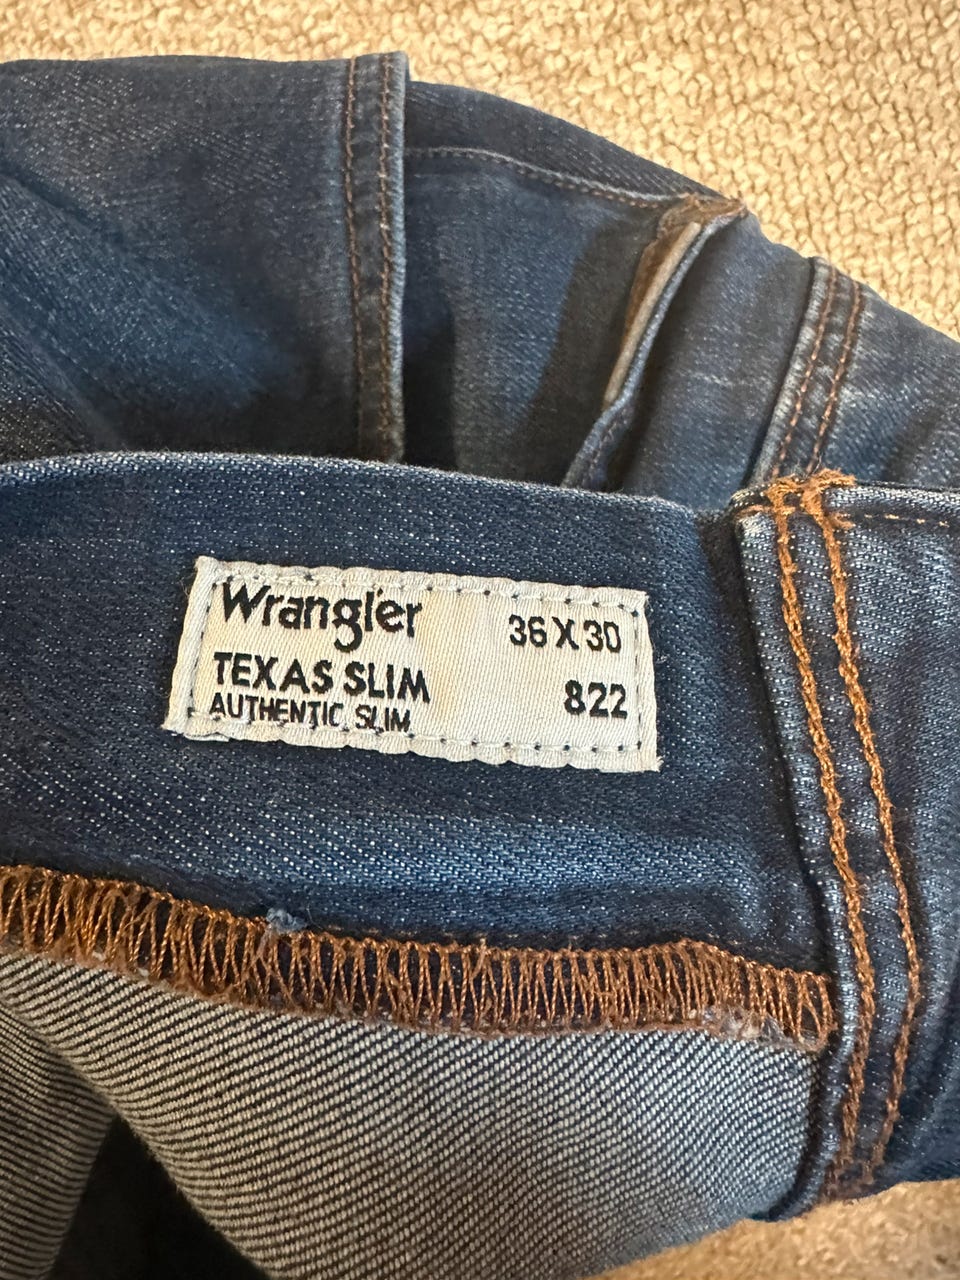 Wrangler 36 X 30
TEXAS SLIM 822
AUTHENTIC SLIM